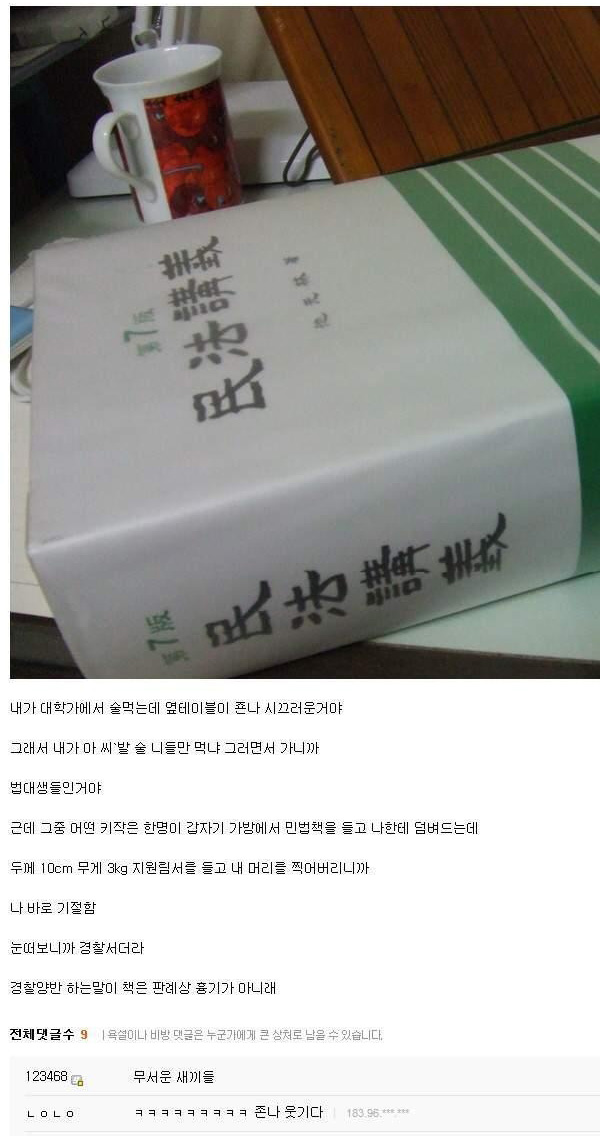 第7版
民法講義
池元林 著
第7版
民法講義
내가 대학가에서 술먹는데 옆테이블이 존나 시끄러운거야
그래서 내가 아 씨`발 술 니들만 먹냐 그러면서 가니까
법대생들인거야
근데 그중 어떤 키작은 한명이 갑자기 가방에서 민법책을 들고 나한테 덤벼드는데
두께 10cm 무게 3kg 지원림서를 들고 내 머리를 찍어버리니까
나 바로 기절함
눈떠보니까 경찰서더라
경찰양반 하는말이 책은 판례상 흉기가 아니래
전체댓글수 9 | 욕설이나 비방 댓글은 누군가에게 큰 상처로 남을 수 있습니다.
123468 무서운 새끼들
ㄴㅇㄴㅇ ㅋㅋㅋㅋㅋㅋㅋㅋㅋ 존나 웃기다 | 183.96.***.***